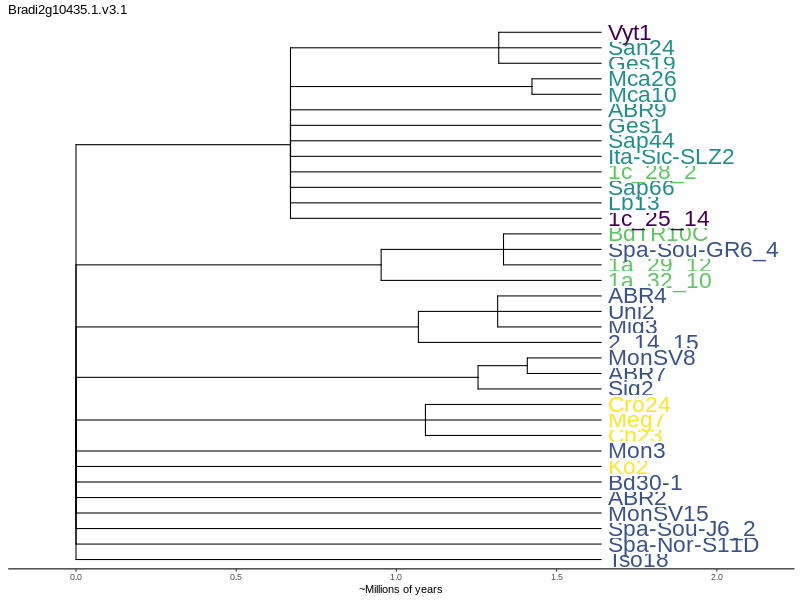 Bradi2g10435.1.v3.1
Vyt1
San24
Ges19
Mca26
Mca10
ABR9
Ges1
Sap44
Ita-Sic-SLZ2
1c_28_2
Sap66
Lb13
1c_25_14
BdTR10C
Spa-Sou-GR6_4
1a_29_12
1a_32_10
ABR4
Uni2
Mig3
2_14_15
MonSV8
ABR7
Sig2
Cro24
Meg7
Mon3
Ko2
Bd30-1
ABR2
MonSV15
Spa-Sou-J6_2
Spa-Nor-S11D
Tso18
0.0 0.5 1.0 1.5 2.0
~Millions of years